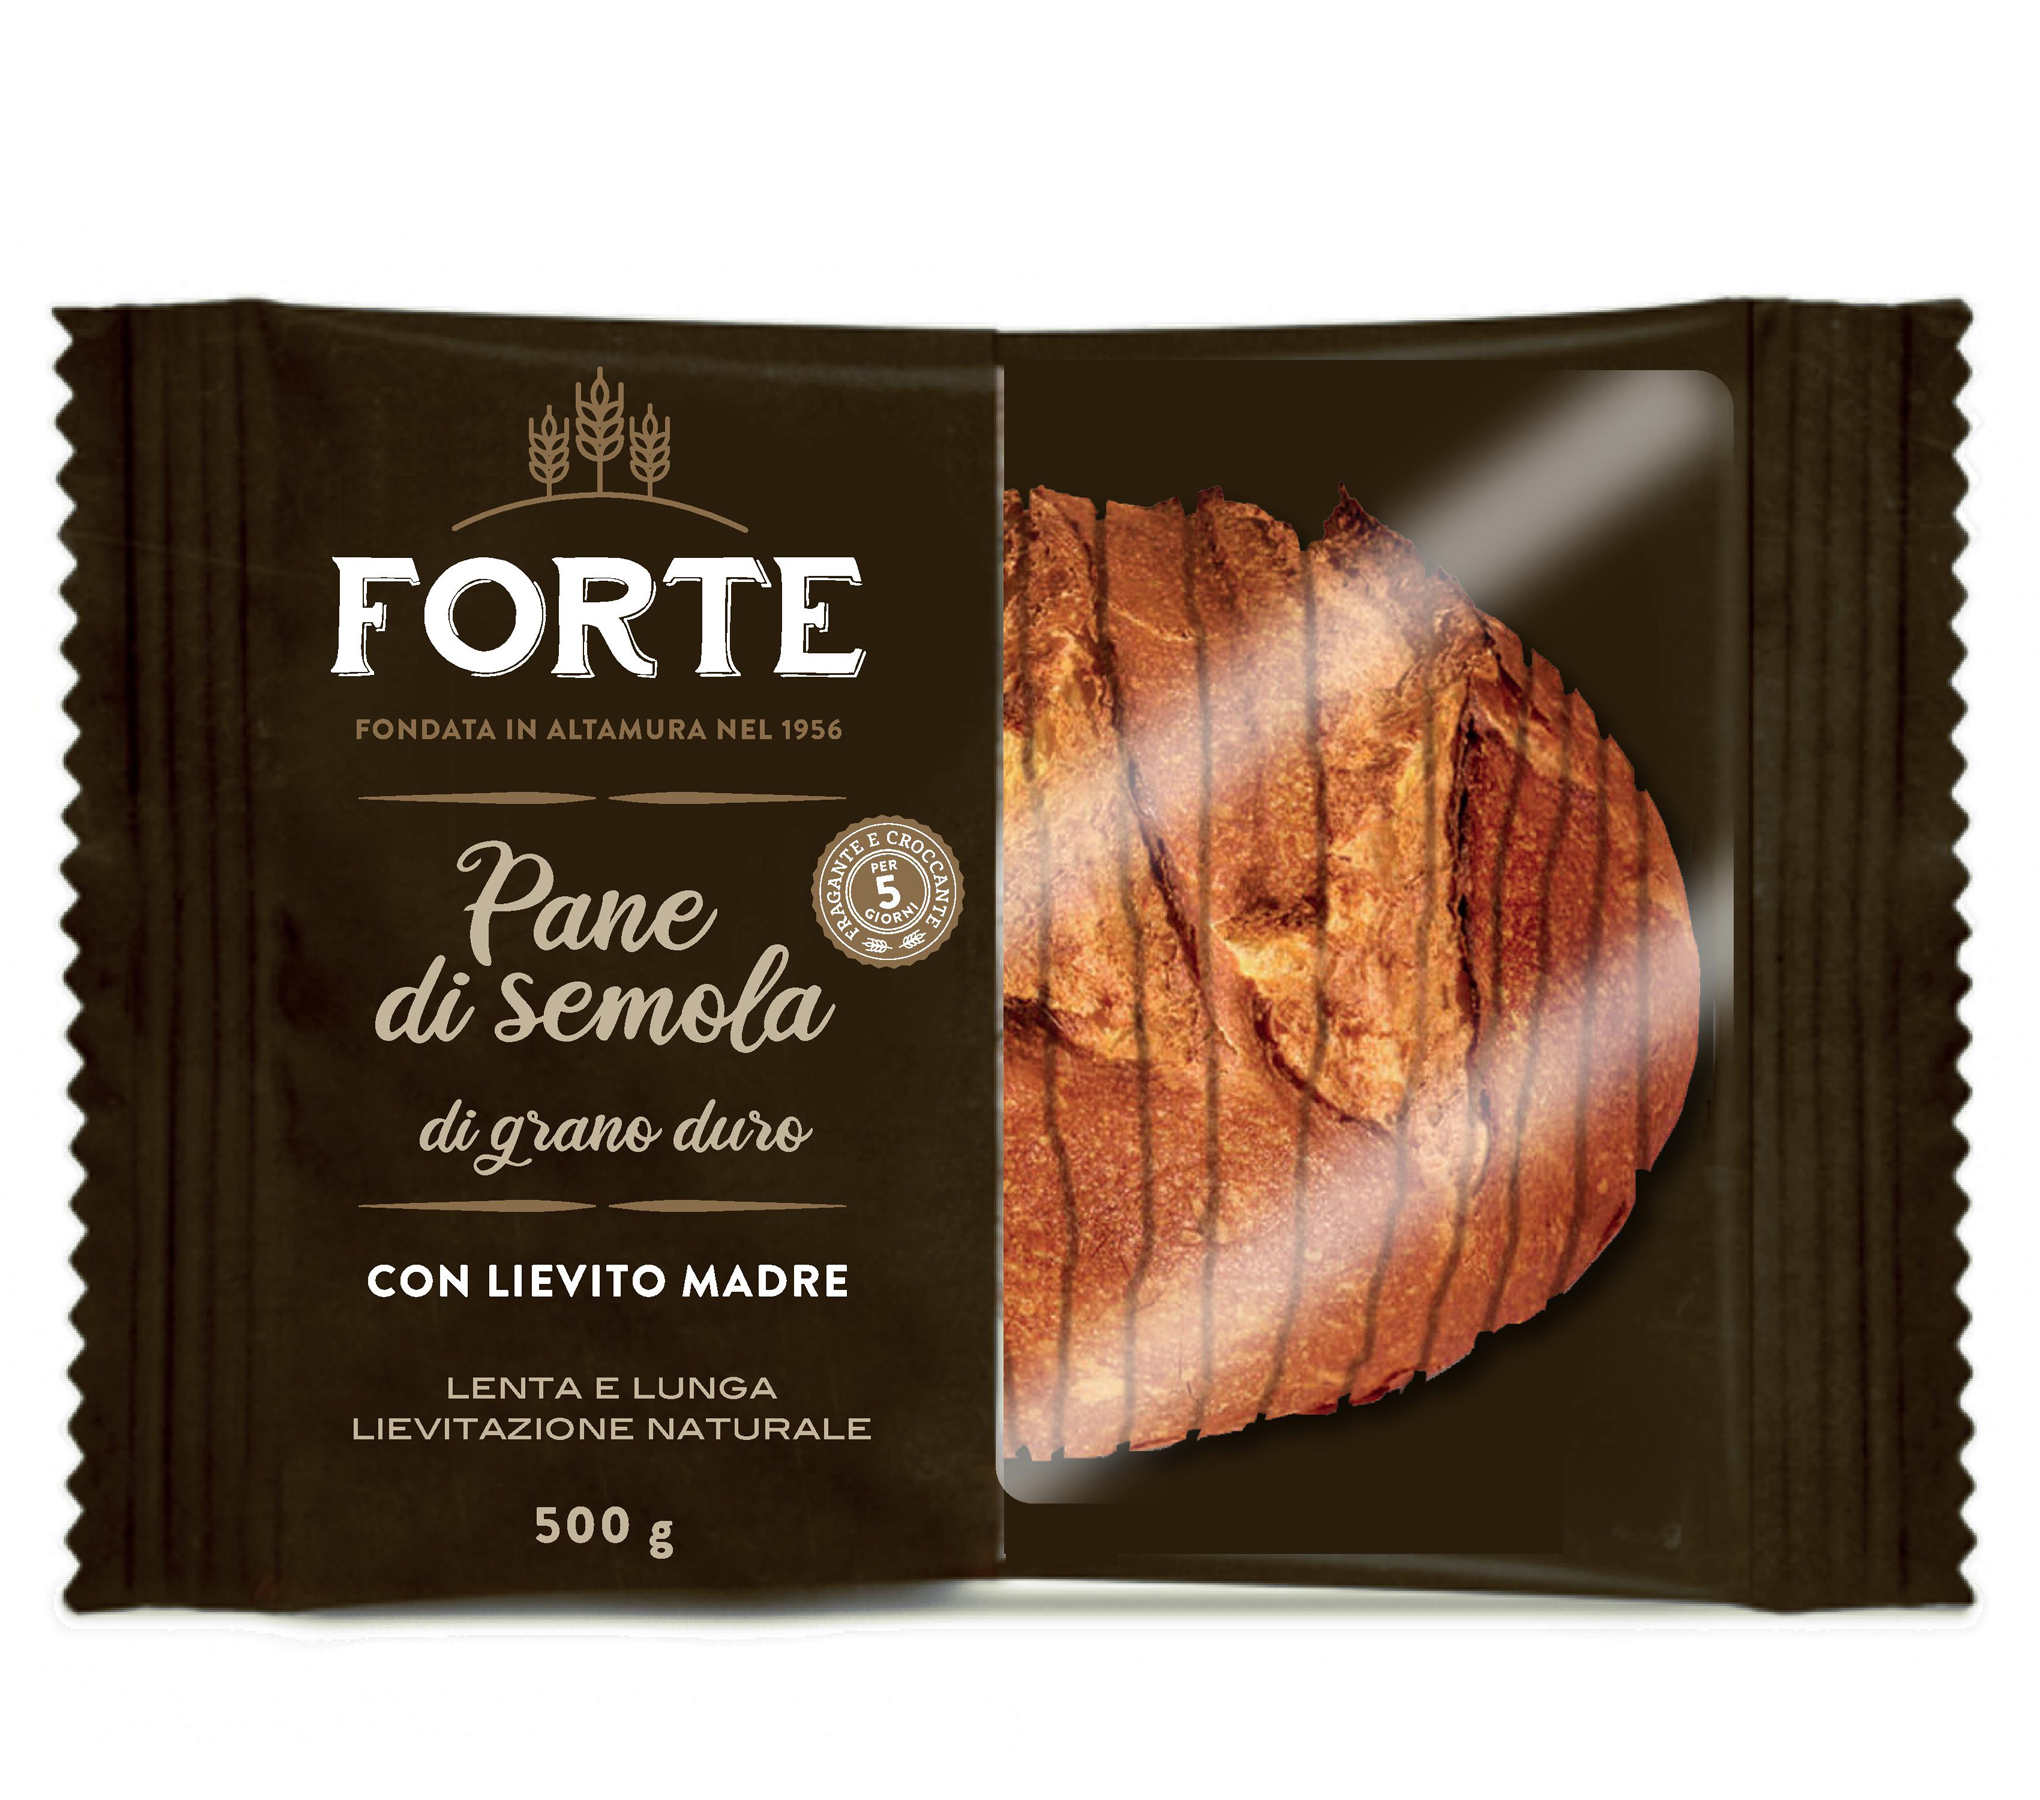 FORTE
FONDATA IN ALTAMURA NEL 1956
Pane
di semola
di grano duro
FRAGANTE E CROCCANTE
PER
5
GIORNI
CON LIEVITO MADRE
LENTA E LUNGA
LIEVITAZIONE NATURALE
500 g